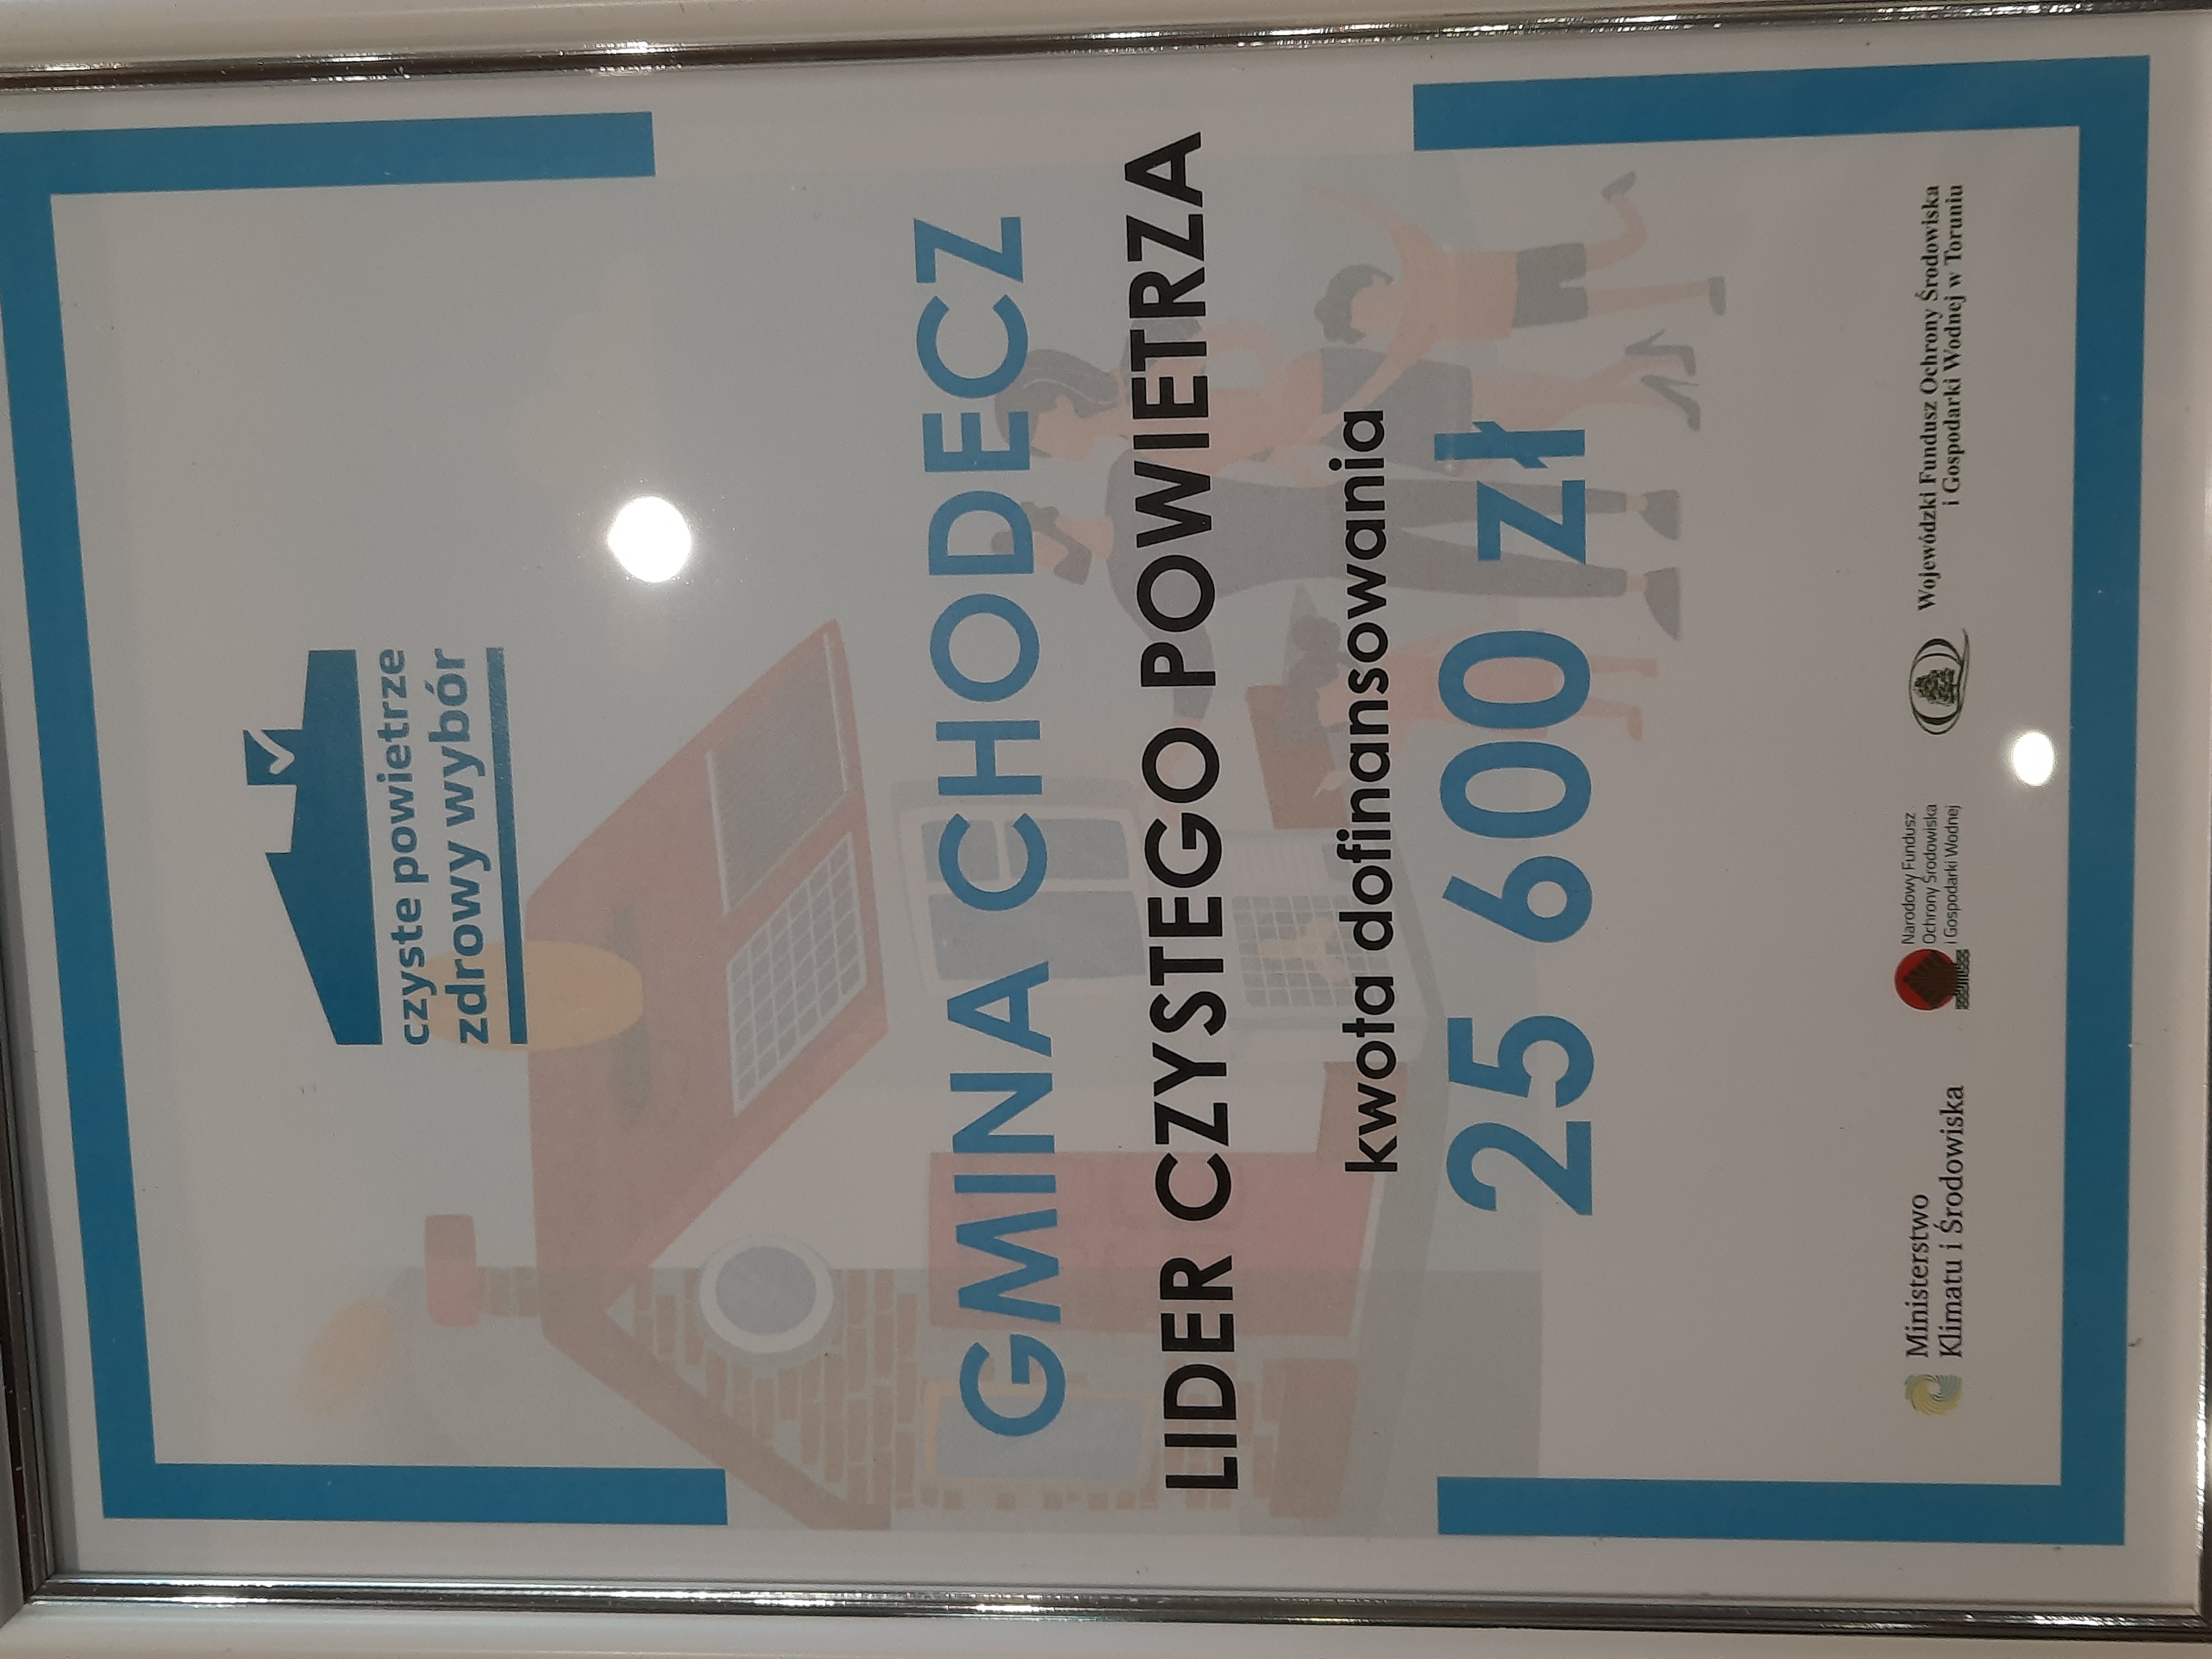 czyste powietrze
zdrowy wybór
GMINA CHODECZ
LIDER CZYSTEGO POWIETRZA
kwota dofinansowania
25 600 zł
Ministerstwo
Klimatu i Środowiska
Narodowy Fundusz
Ochrony Środowiska
i Gospodarki Wodnej
Wojewódzki Fundusz Ochrony Środowiska
i Gospodarki Wodnej w Toruniu